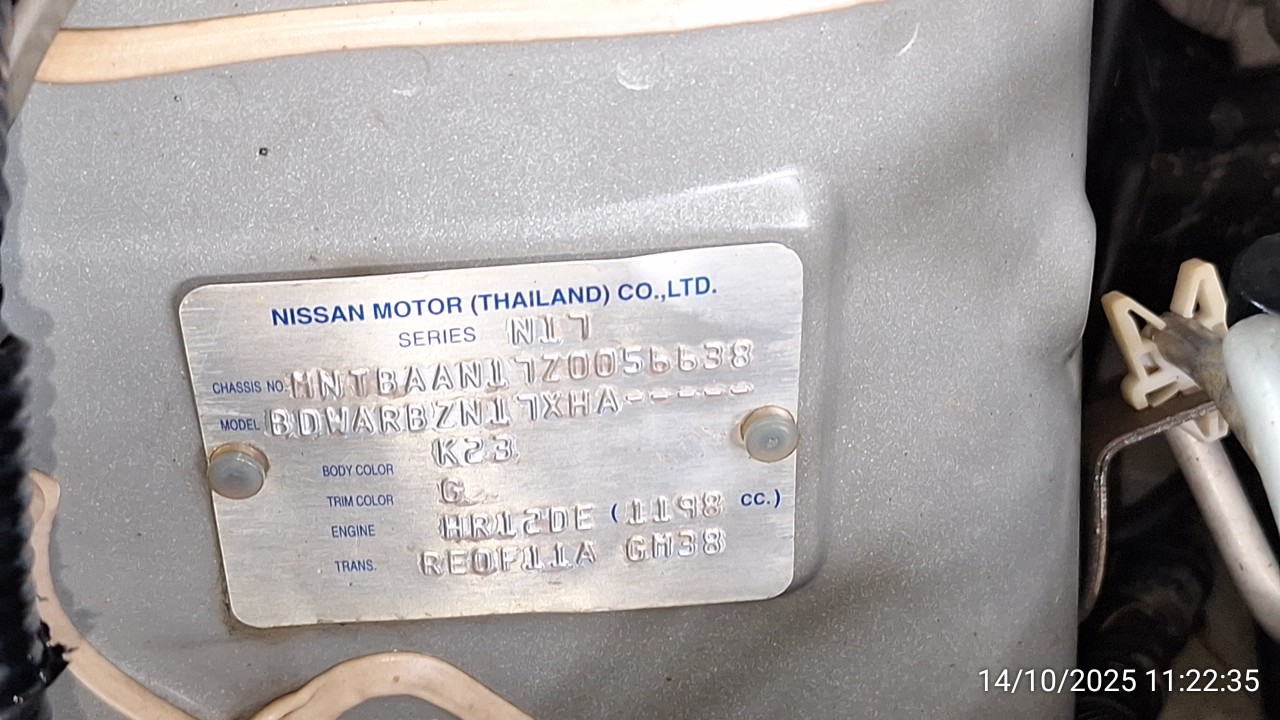 NISSAN MOTOR (THAILAND) CO.,LTD.
SERIES N17
CHASSIS NO. MNTBAAN17Z0056638
MODEL BDWARBZN17XHA-----
BODY COLOR K23
TRIM COLOR G
ENGINE HR12DE (1198 CC.)
TRANS. RE0F11A GM38
14/10/2025 11:22:35